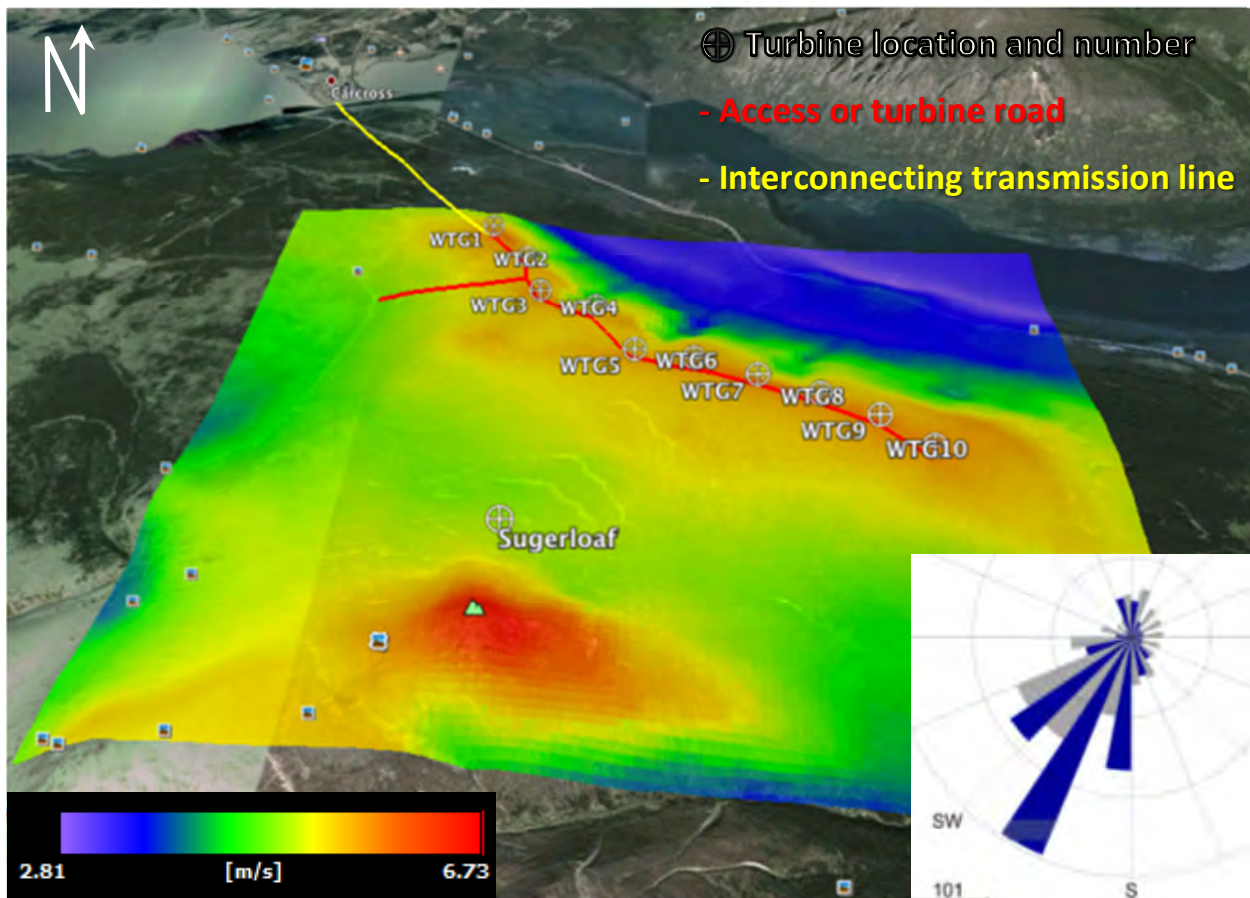 N
Turbine location and number
- Access or turbine road
- Interconnecting transmission line
Carcross
WTG1
WTG2
WTG3
WTG4
WTG5
WTG6
WTG7
WTG8
WTG9
WTG10
Sugerloaf
2.81
[m/s]
6.73
SW
101
S